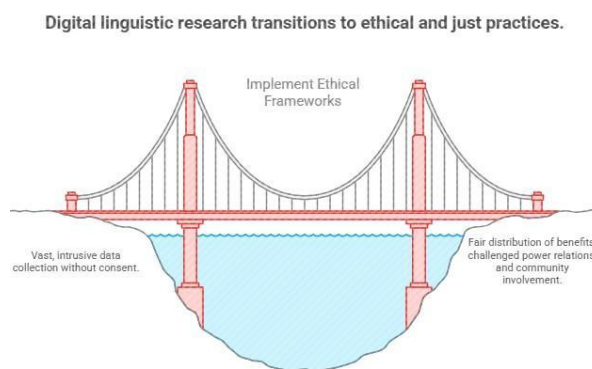 Digital linguistic research transitions to ethical and just practices.
Implement Ethical
Frameworks
Vast, intrusive data
collection without consent.
Fair distribution of benefits
challenged power relations
and community
involvement.